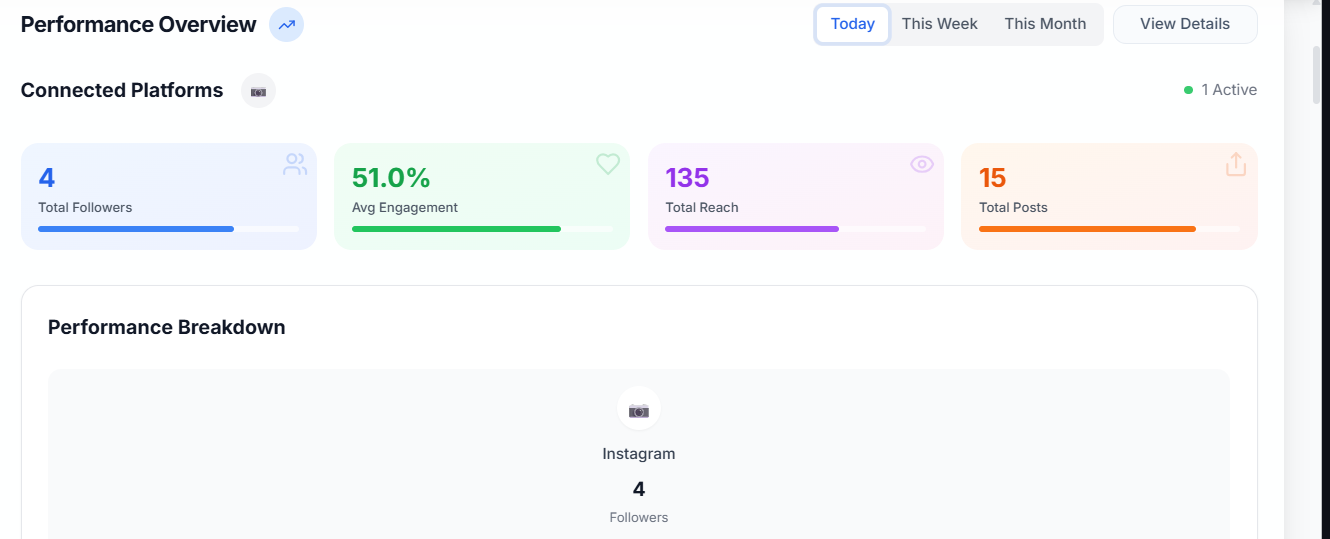 Performance Overview
Today This Week This Month View Details
Connected Platforms
1 Active
4
Total Followers
51.0%
Avg Engagement
135
Total Reach
15
Total Posts
Performance Breakdown
Instagram
4
Followers